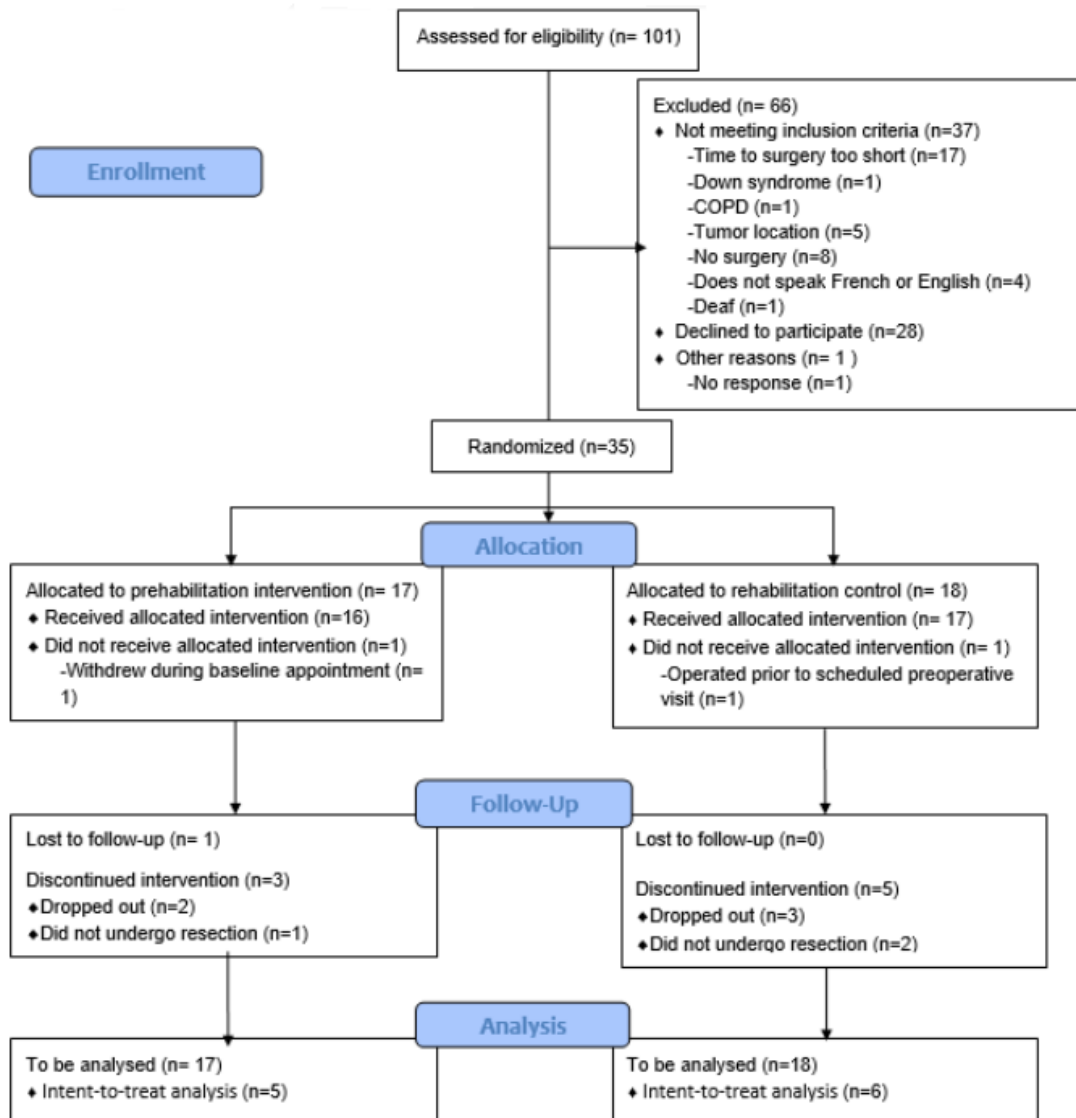 Assessed for eligibility (n= 101)
Excluded (n= 66)
♦ Not meeting inclusion criteria (n=37)
-Time to surgery too short (n=17)
-Down syndrome (n=1)
-COPD (n=1)
-Tumor location (n=5)
-No surgery (n=8)
-Does not speak French or English (n=4)
-Deaf (n=1)
♦ Declined to participate (n=28)
♦ Other reasons (n= 1 )
-No response (n=1)
Enrollment
Randomized (n=35)
Allocation
Allocated to prehabilitation intervention (n= 17)
♦ Received allocated intervention (n=16)
♦ Did not receive allocated intervention (n=1)
-Withdrew during baseline appointment (n=
1)
Allocated to rehabilitation control (n= 18)
♦ Received allocated intervention (n= 17)
♦ Did not receive allocated intervention (n= 1)
-Operated prior to scheduled preoperative
visit (n=1)
Follow-Up
Lost to follow-up (n= 1)
Discontinued intervention (n=3)
♦Dropped out (n=2)
♦Did not undergo resection (n=1)
Lost to follow-up (n=0)
Discontinued intervention (n=5)
♦Dropped out (n=3)
♦Did not undergo resection (n=2)
Analysis
To be analysed (n= 17)
♦ Intent-to-treat analysis (n=5)
To be analysed (n=18)
♦ Intent-to-treat analysis (n=6)